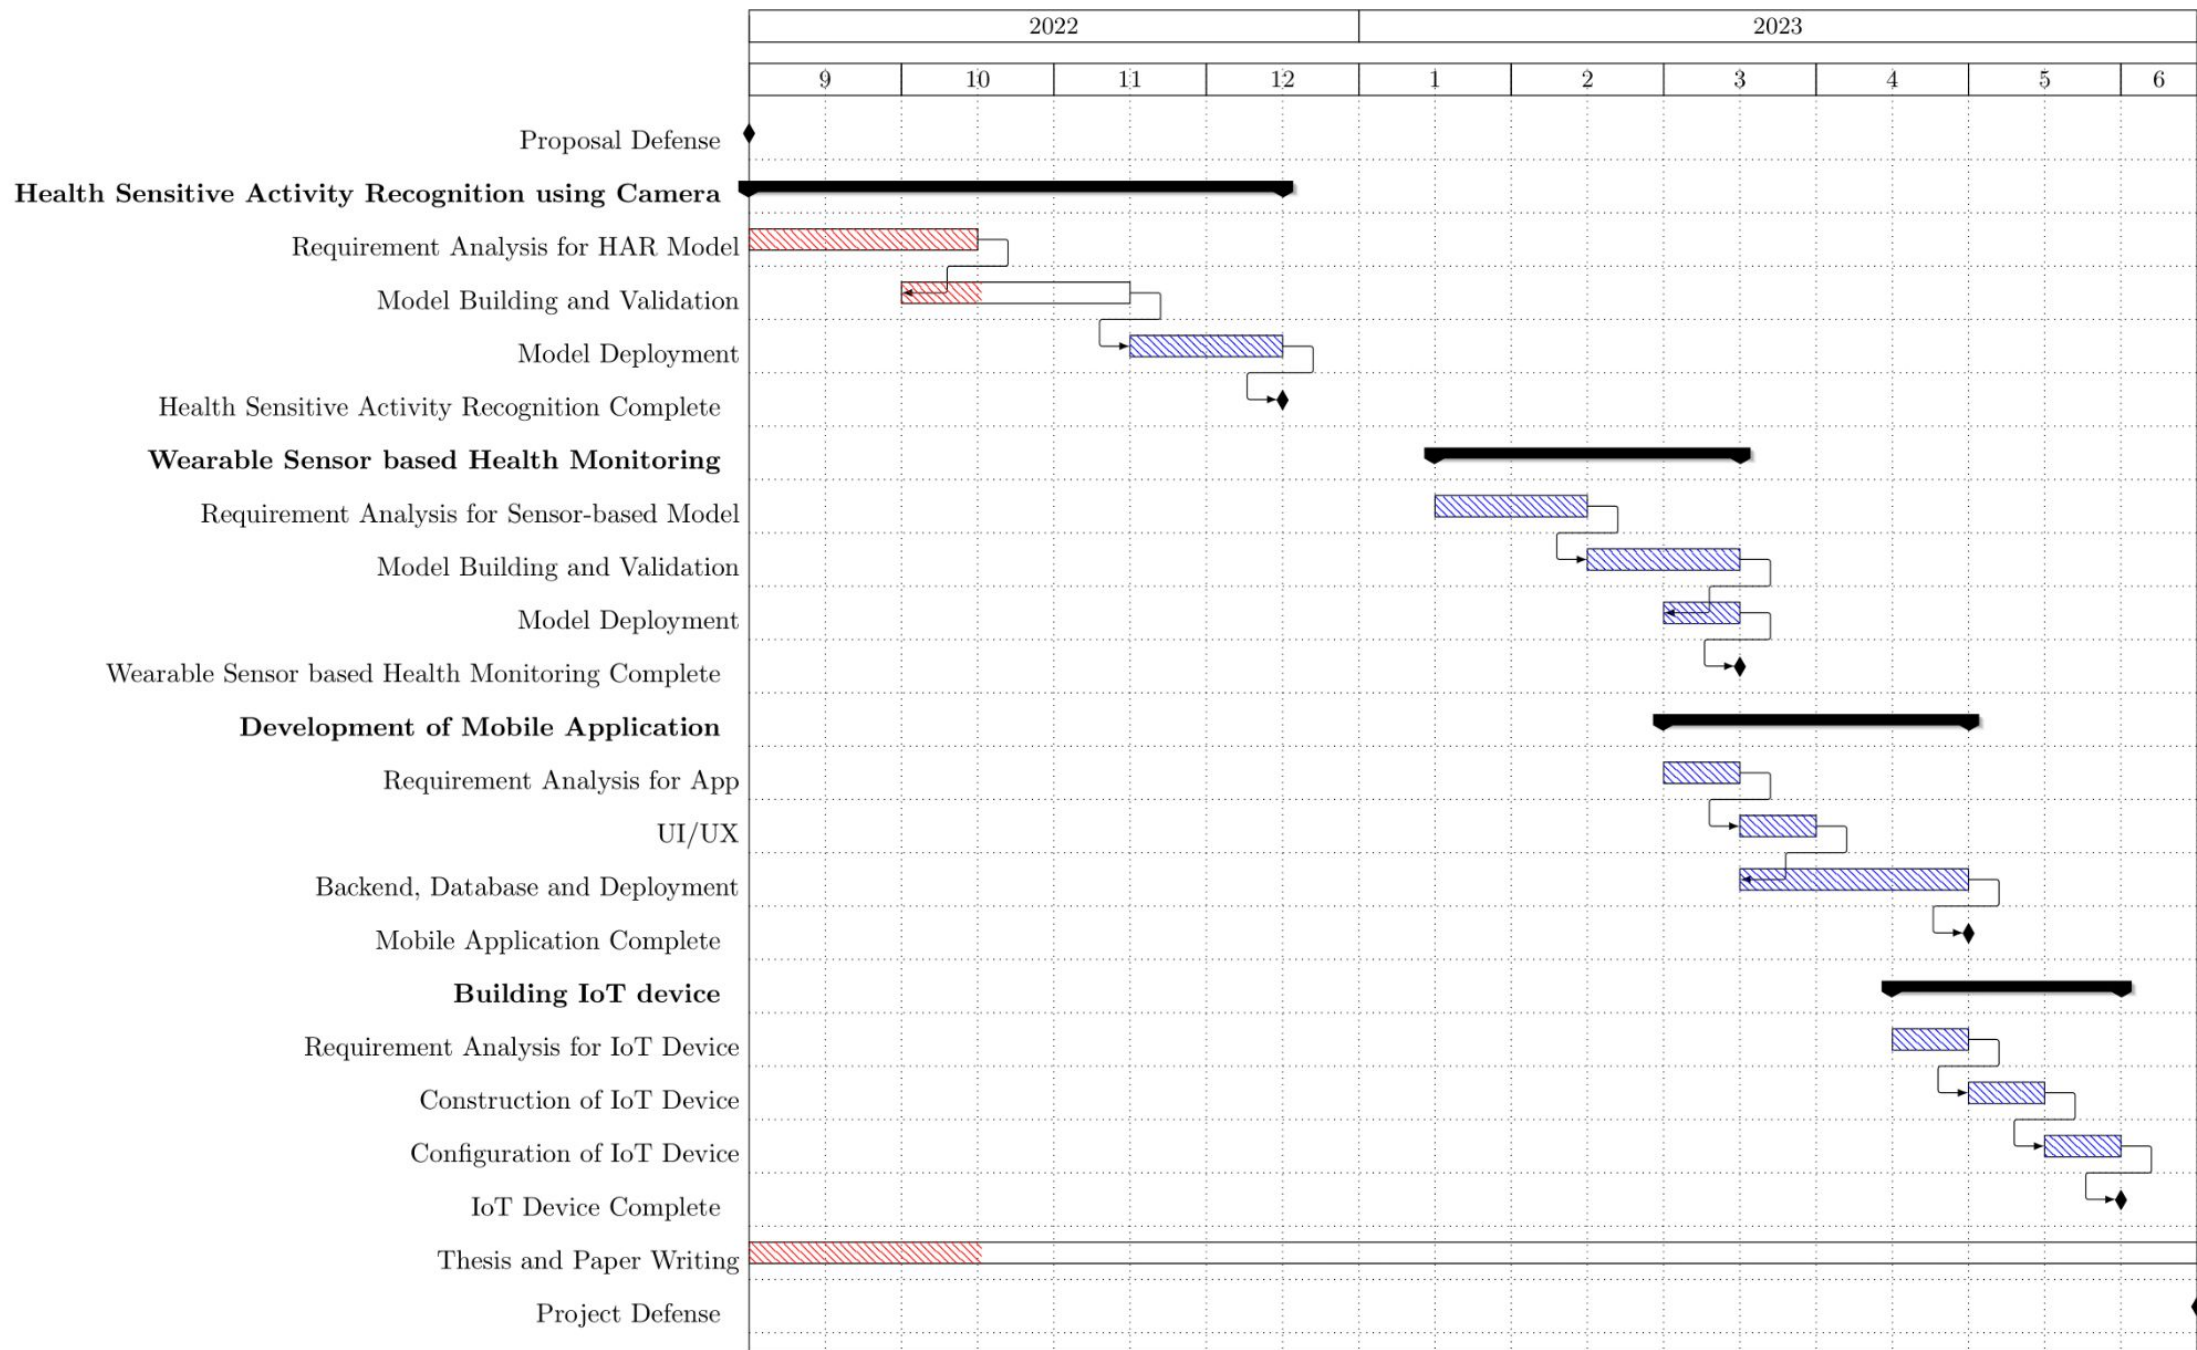 2022 2023
9 10 11 12 1 2 3 4 5 6
Proposal Defense
Health Sensitive Activity Recognition using Camera
Requirement Analysis for HAR Model
Model Building and Validation
Model Deployment
Health Sensitive Activity Recognition Complete
Wearable Sensor based Health Monitoring
Requirement Analysis for Sensor-based Model
Model Building and Validation
Model Deployment
Wearable Sensor based Health Monitoring Complete
Development of Mobile Application
Requirement Analysis for App
UI/UX
Backend, Database and Deployment
Mobile Application Complete
Building IoT device
Requirement Analysis for IoT Device
Construction of IoT Device
Configuration of IoT Device
IoT Device Complete
Thesis and Paper Writing
Project Defense